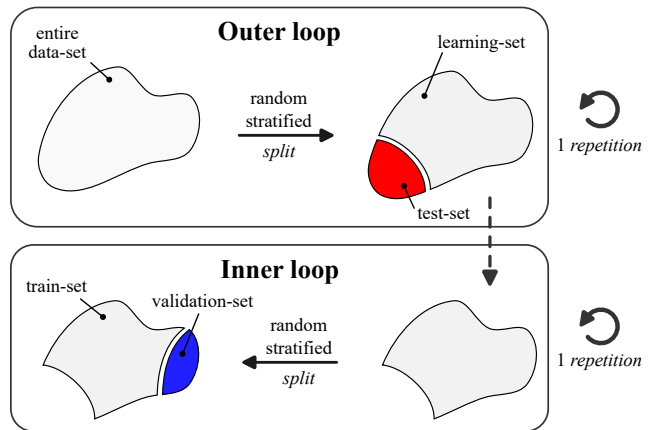 Outer loop
entire
data-set
random
stratified
split
learning-set
test-set
1 repetition
Inner loop
train-set
validation-set
random
stratified
split
1 repetition